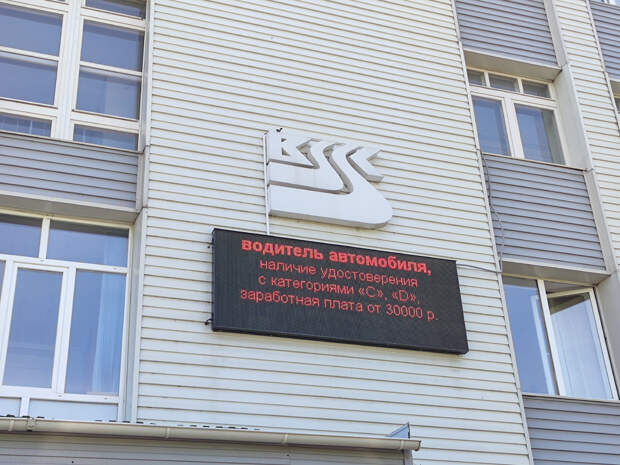 водитель автомобиля,
наличие удостоверения
с категориями «C», «D»,
заработная плата от 30000 р.